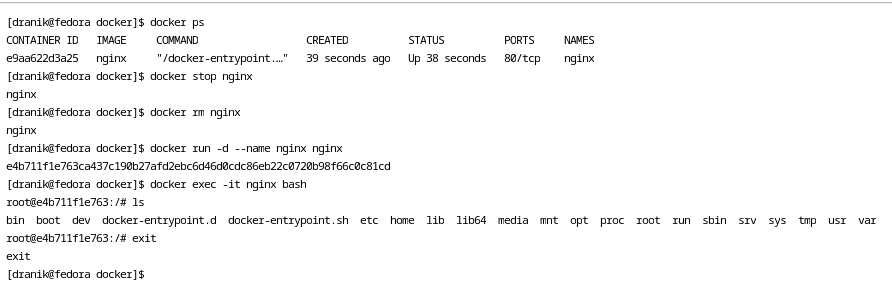 [dranik@fedora docker]$ docker ps
CONTAINER ID   IMAGE     COMMAND                  CREATED          STATUS          PORTS     NAMES
e9aa622d3a25   nginx     "/docker-entrypoint.…"   39 seconds ago   Up 38 seconds   80/tcp    nginx
[dranik@fedora docker]$ docker stop nginx
nginx
[dranik@fedora docker]$ docker rm nginx
nginx
[dranik@fedora docker]$ docker run -d --name nginx nginx
e4b711f1e763ca437c190b27afd2ebc6d46d0cdc86eb22c0720b98f66c0c81cd
[dranik@fedora docker]$ docker exec -it nginx bash
root@e4b711f1e763:/# ls
bin  boot  dev  docker-entrypoint.d  docker-entrypoint.sh  etc  home  lib  lib64  media  mnt  opt  proc  root  run  sbin  srv  sys  tmp  usr  var
root@e4b711f1e763:/# exit
exit
[dranik@fedora docker]$